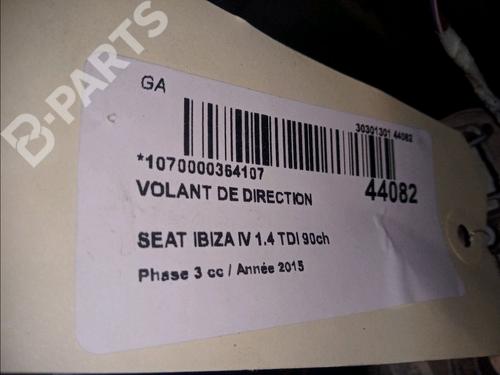 B-PARTS
GA
30301301 44082
*1070000364107
44082
VOLANT DE DIRECTION
SEAT IBIZA IV 1.4 TDI 90ch
Phase 3 cc / Année 2015